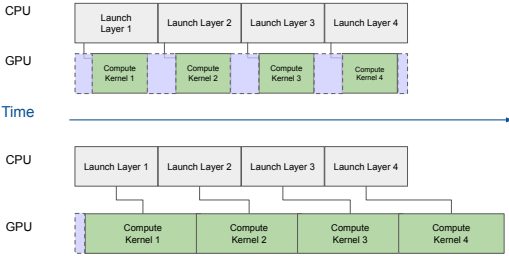 CPU
Launch
Layer 1
Launch Layer 2
Launch Layer 3
Launch Layer 4
GPU
Compute
Kernel 1
Compute
Kernel 2
Compute
Kernel 3
Compute
Kernel 4
Time
CPU
Launch Layer 1
Launch Layer 2
Launch Layer 3
Launch Layer 4
GPU
Compute
Kernel 1
Compute
Kernel 2
Compute
Kernel 3
Compute
Kernel 4